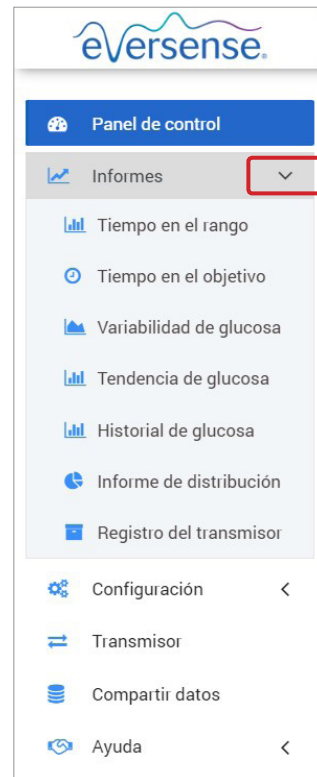 eversense.
Panel de control
Informes
Tiempo en el rango
Tiempo en el objetivo
Variabilidad de glucosa
Tendencia de glucosa
Historial de glucosa
Informe de distribución
Registro del transmisor
Configuración
Transmisor
Compartir datos
Ayuda